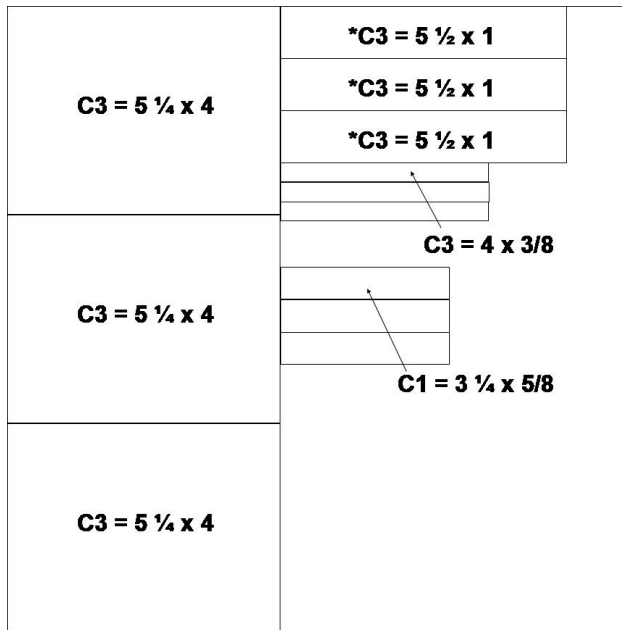 C3 = 5 ¼ x 4
*C3 = 5 ½ x 1
*C3 = 5 ½ x 1
*C3 = 5 ½ x 1
C3 = 4 x 3/8
C3 = 5 ¼ x 4
C1 = 3 ¼ x 5/8
C3 = 5 ¼ x 4